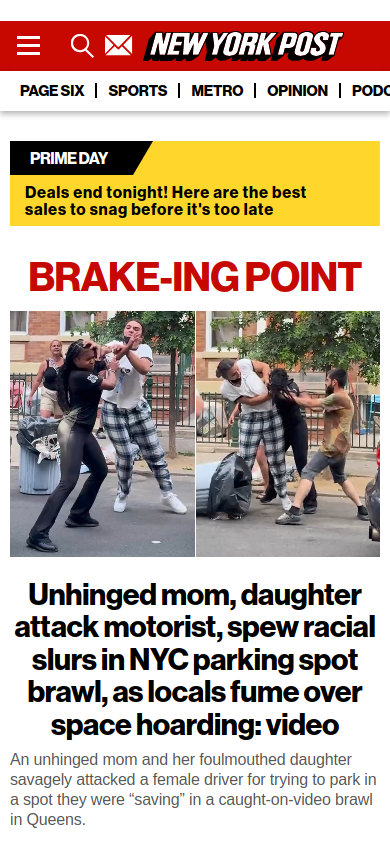 NEW YORK POST
PAGE SIX | SPORTS | METRO | OPINION | PODC
PRIME DAY
Deals end tonight! Here are the best
sales to snag before it's too late
BRAKE-ING POINT
Unhinged mom, daughter
attack motorist, spew racial
slurs in NYC parking spot
brawl, as locals fume over
space hoarding: video
An unhinged mom and her foulmouthed daughter
savagely attacked a female driver for trying to park in
a spot they were “saving” in a caught-on-video brawl
in Queens.